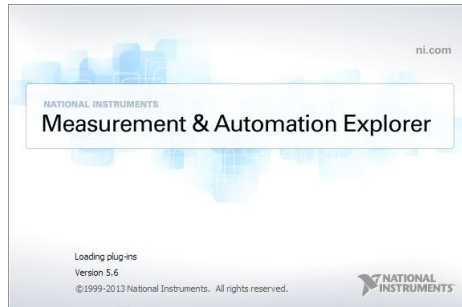 ni.com
NATIONAL INSTRUMENTS
Measurement & Automation Explorer
Loading plug-ins
Version 5.6
©1999-2013 National Instruments. All rights reserved.
NATIONAL
INSTRUMENTS™